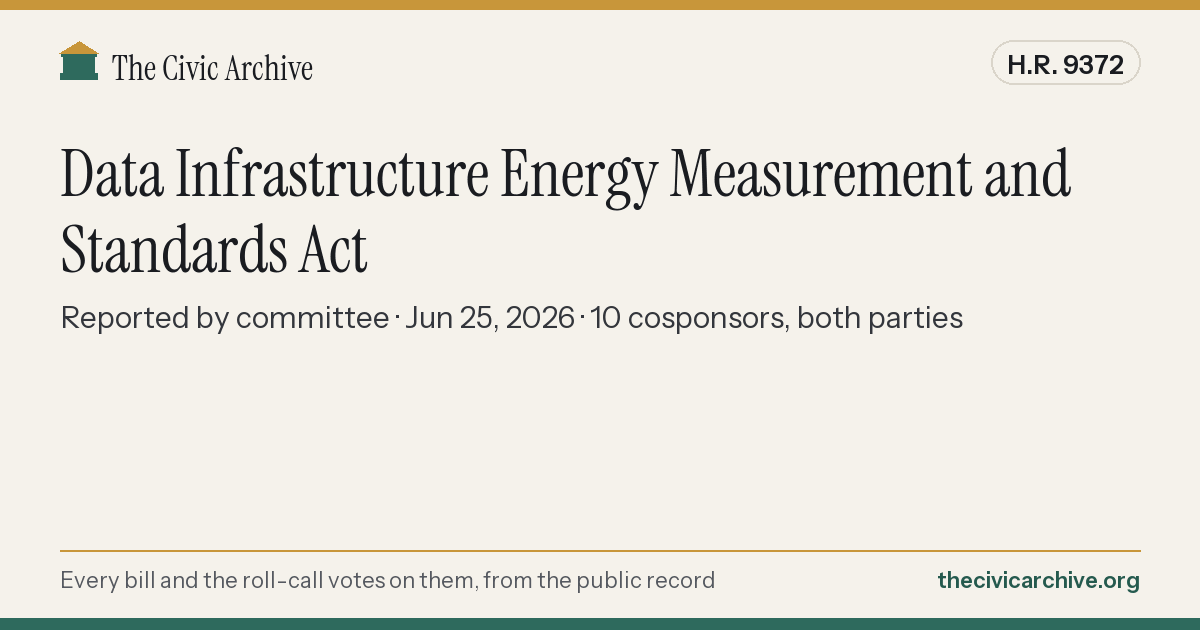 The Civic Archive
H.R. 9372
Data Infrastructure Energy Measurement and
Standards Act
Reported by committee · Jun 25, 2026 · 10 cosponsors, both parties
Every bill and the roll-call votes on them, from the public record
thecivicarchive.org